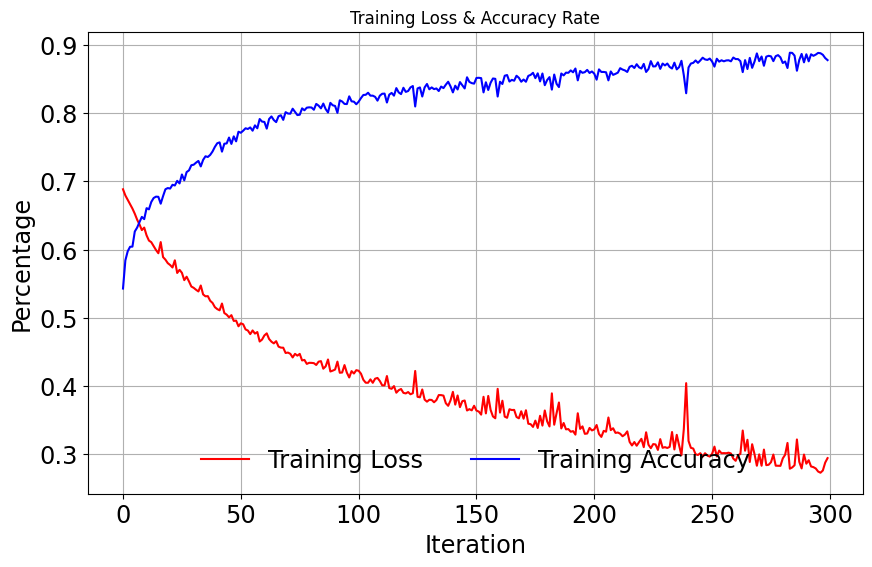 Training Loss & Accuracy Rate
Percentage
0.9
0.8
0.7
0.6
0.5
0.4
0.3
Training Loss
Training Accuracy
0 50 100 150 200 250 300
Iteration